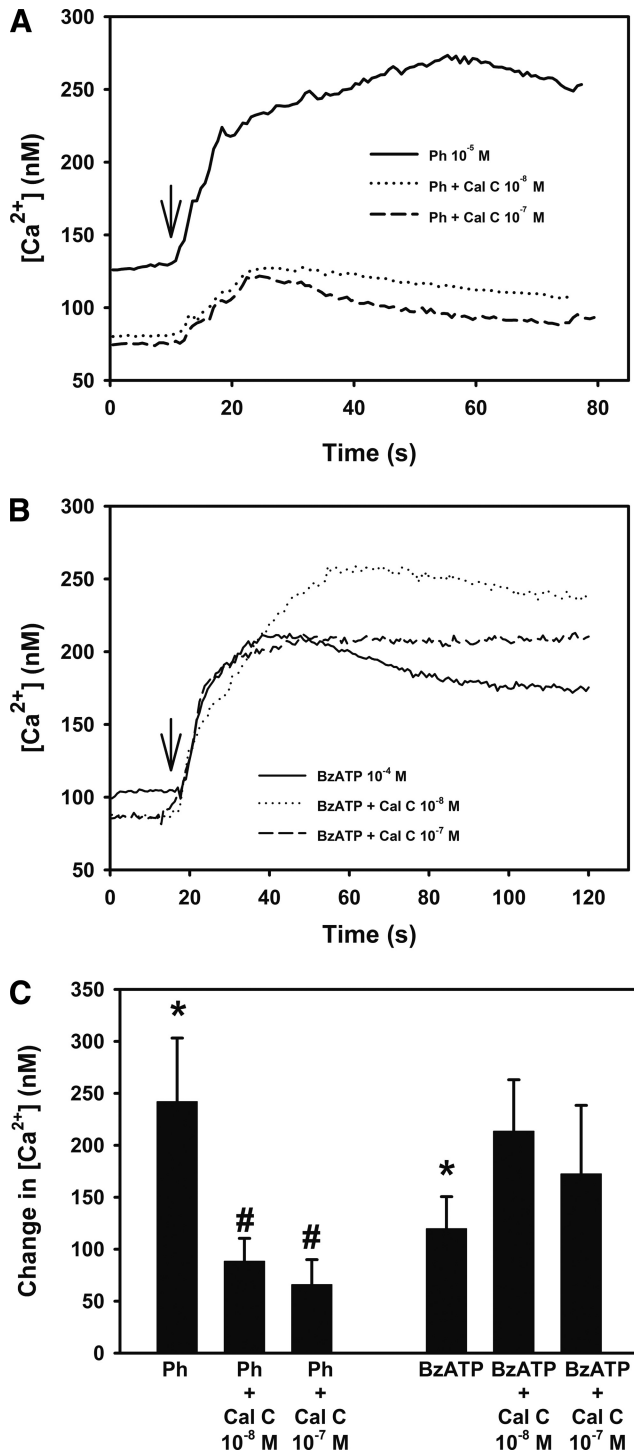 A
300
250
200
150
100
50
[Ca²⁺] (nM)
Ph 10⁻⁵ M
Ph + Cal C 10⁻⁸ M
Ph + Cal C 10⁻⁷ M
0 20 40 60 80
Time (s)
B
300
250
200
150
100
50
[Ca²⁺] (nM)
BzATP 10⁻⁴ M
BzATP + Cal C 10⁻⁸ M
BzATP + Cal C 10⁻⁷ M
0 20 40 60 80 100 120
Time (s)
C
350
300
250
200
150
100
50
0
Change in [Ca²⁺] (nM)
*
#
#
*
Ph Ph Ph BzATP BzATP BzATP
+ + + +
Cal C Cal C Cal C Cal C
10⁻⁸ M 10⁻⁷ M 10⁻⁸ M 10⁻⁷ M